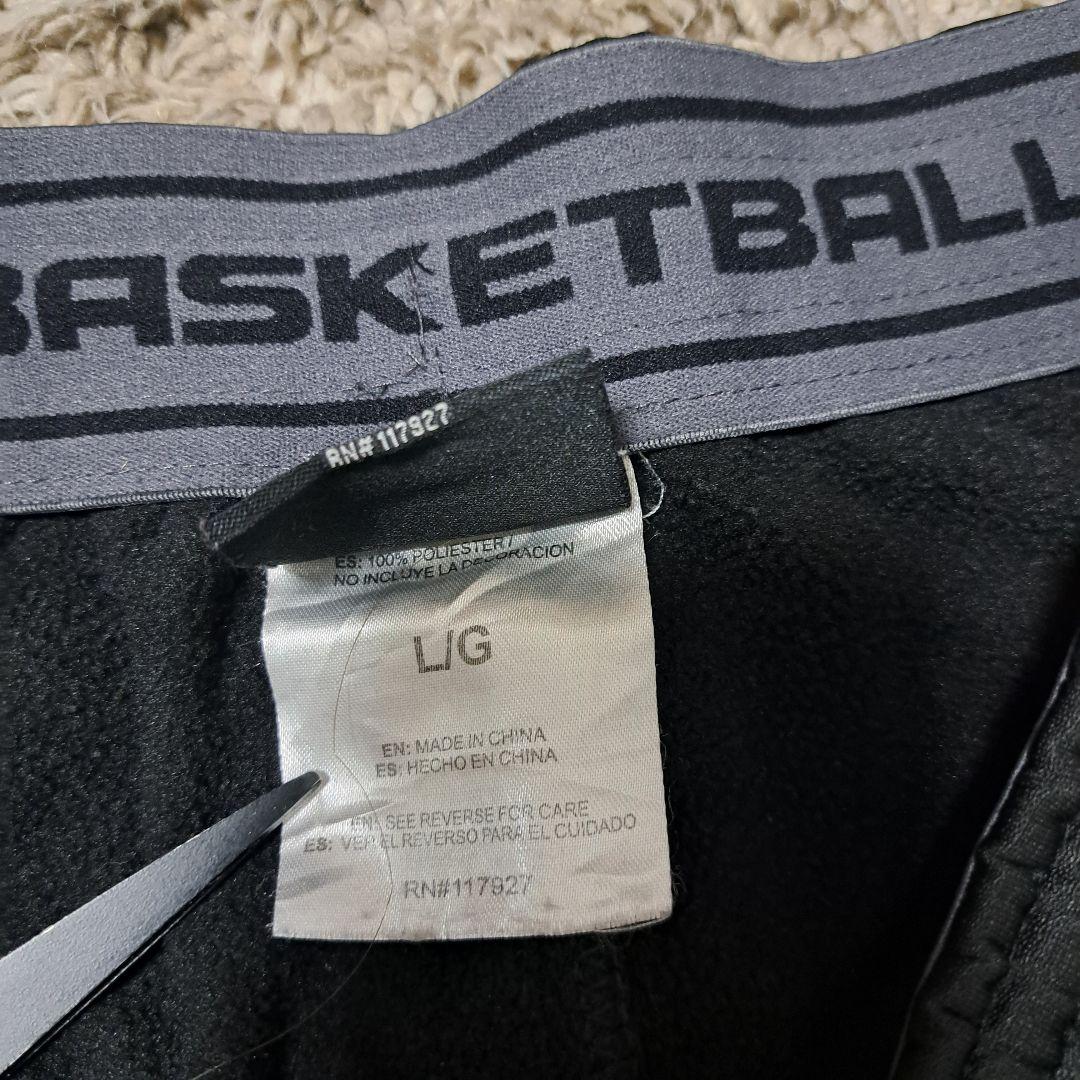 BASKETBALL
RN#117927
ES: 100% POLIESTER/
NO INCLUYE LA DECORACION
L/G
EN: MADE IN CHINA
ES: HECHO EN CHINA
EN: SEE REVERSE FOR CARE
ES: VER EL REVERSO PARA EL CUIDADO
RN#117927